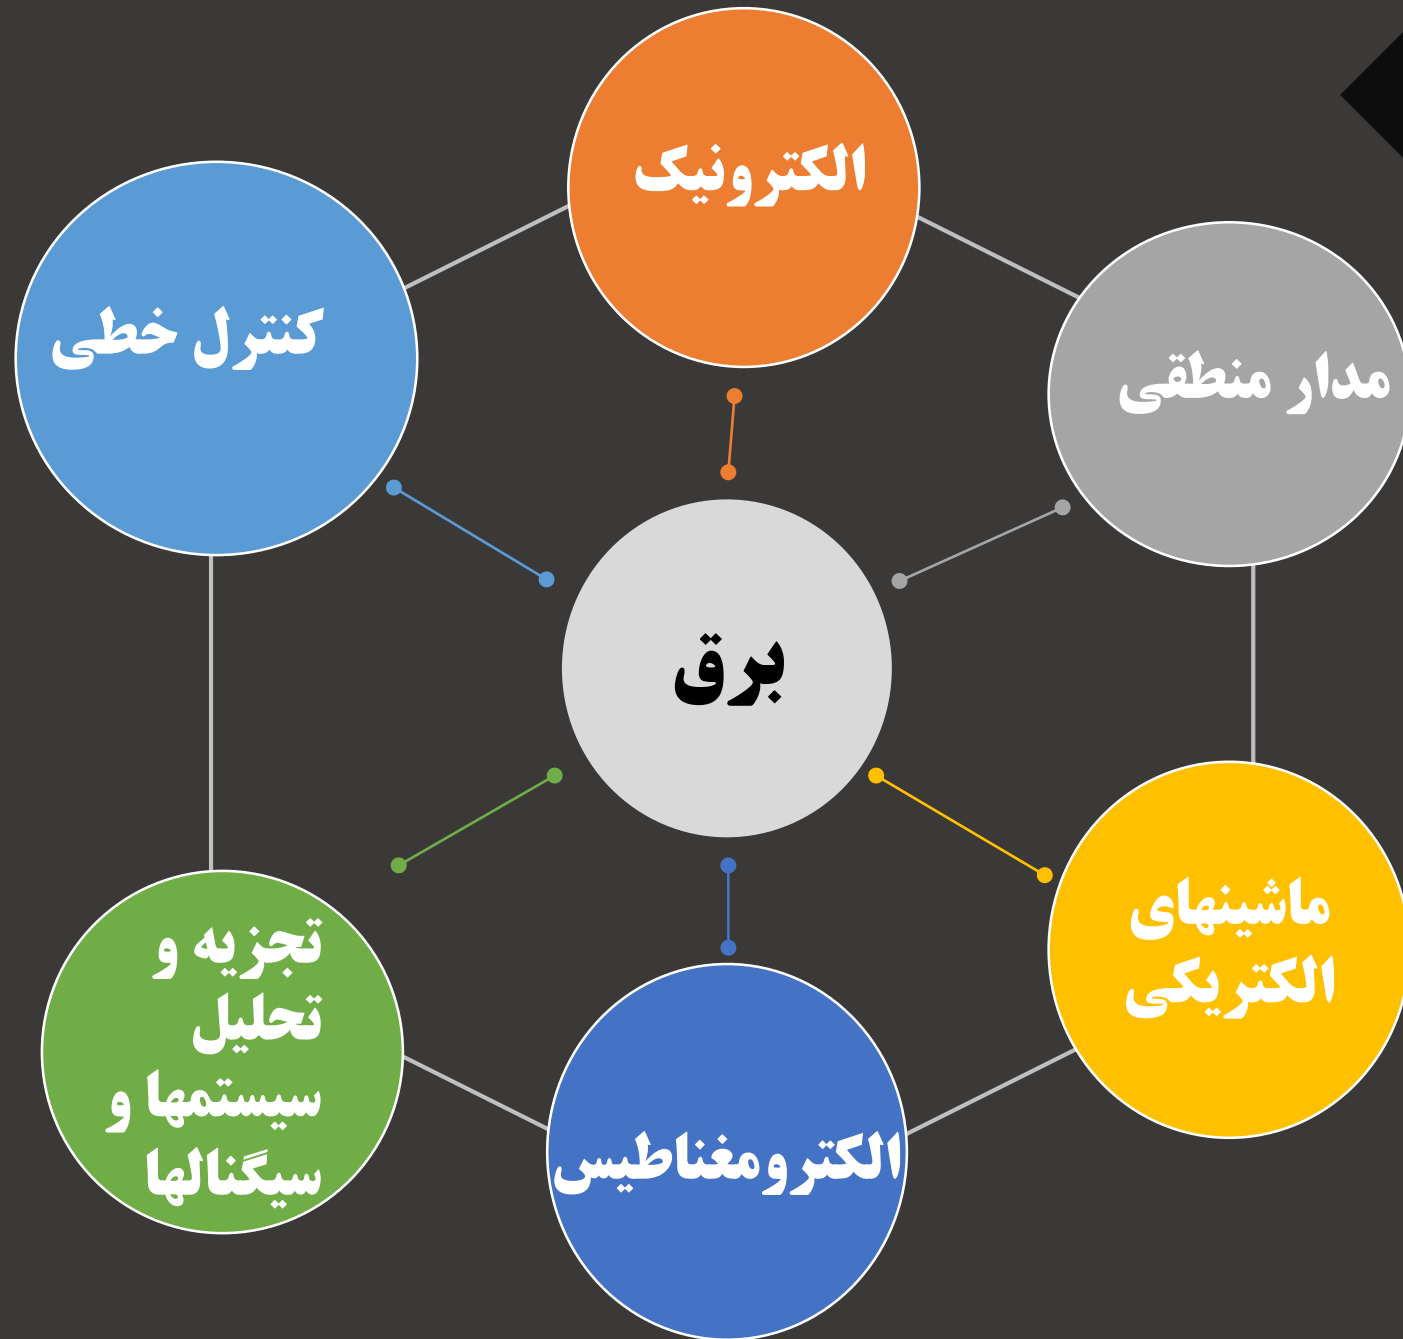 الکترونیک
مدار منطقی
کنترل خطی
برق
ماشینهای
الکتریکی
تجزیه و
تحلیل
سیستمها و
سیگنالها
الکترومغناطیس